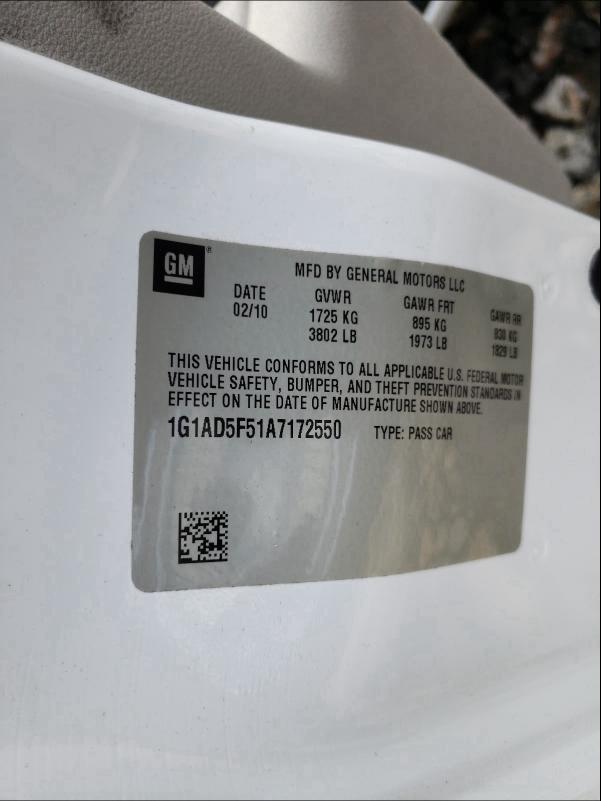 GM®
MFD BY GENERAL MOTORS LLC
DATE GVWR GAWR FRT GAWR RR
02/10 1725 KG 895 KG 830 KG
3802 LB 1973 LB 1829 LB
THIS VEHICLE CONFORMS TO ALL APPLICABLE U.S. FEDERAL MOTOR
VEHICLE SAFETY, BUMPER, AND THEFT PREVENTION STANDARDS IN
EFFECT ON THE DATE OF MANUFACTURE SHOWN ABOVE.
1G1AD5F51A7172550 TYPE: PASS CAR